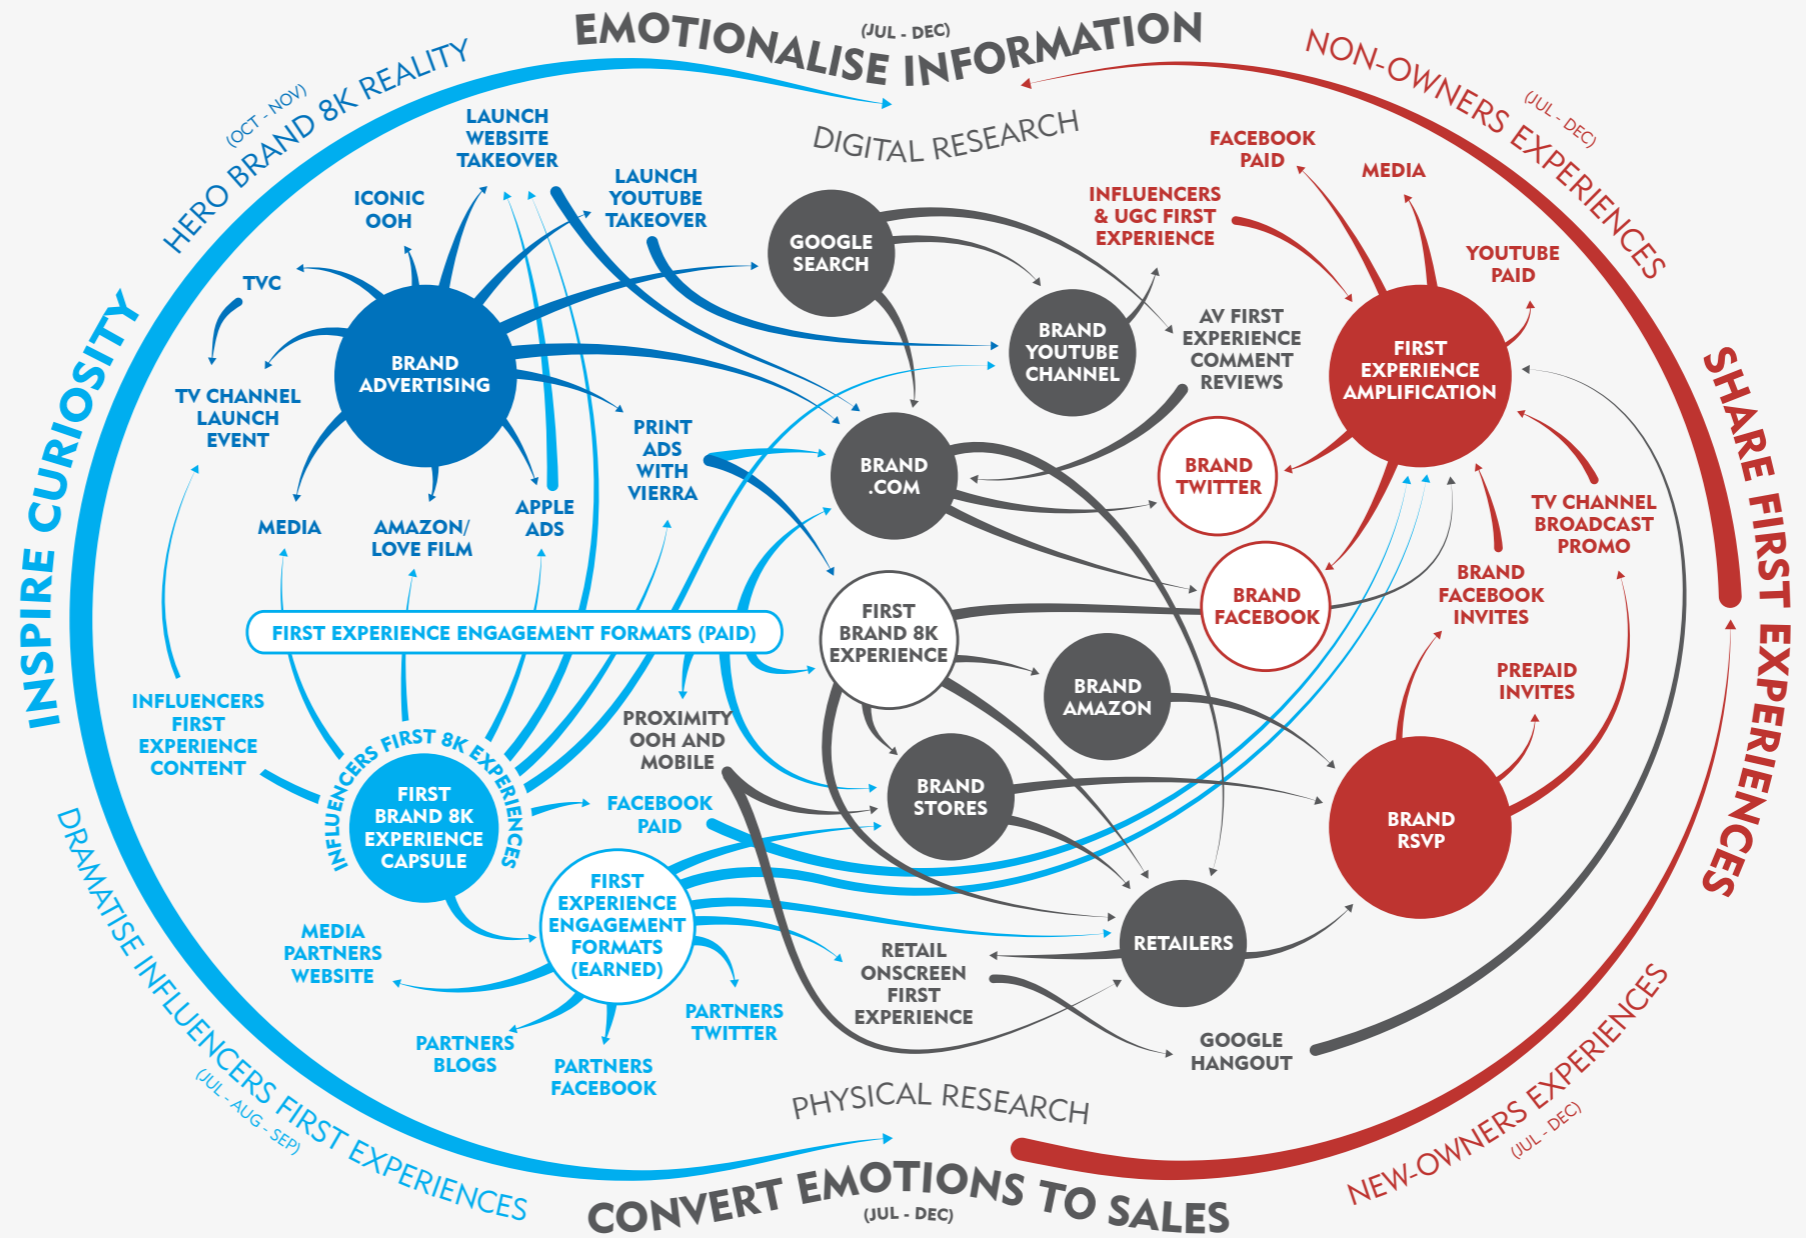 EMOTIONALISE INFORMATION
(JUL - DEC)
DIGITAL RESEARCH
HERO BRAND 8K REALITY
(OCT - NOV)
NON-OWNERS EXPERIENCES
(JUL - DEC)
INSPIRE CURIOSITY
SHARE FIRST EXPERIENCES
LAUNCH
WEBSITE
TAKEOVER
ICONIC
OOH
LAUNCH
YOUTUBE
TAKEOVER
TVC
BRAND
ADVERTISING
TV CHANNEL
LAUNCH
EVENT
MEDIA
AMAZON/
LOVE FILM
APPLE
ADS
PRINT
ADS
WITH
VIERRA
GOOGLE
SEARCH
BRAND
YOUTUBE
CHANNEL
AV FIRST
EXPERIENCE
COMMENT
REVIEWS
INFLUENCERS
& UGC FIRST
EXPERIENCE
FACEBOOK
PAID
MEDIA
YOUTUBE
PAID
FIRST
EXPERIENCE
AMPLIFICATION
BRAND
.COM
BRAND
TWITTER
BRAND
FACEBOOK
TV CHANNEL
BROADCAST
PROMO
BRAND
FACEBOOK
INVITES
PREPAID
INVITES
FIRST EXPERIENCE ENGAGEMENT FORMATS (PAID)
FIRST
BRAND 8K
EXPERIENCE
BRAND
AMAZON
BRAND
STORES
BRAND
RSVP
INFLUENCERS
FIRST
EXPERIENCE
CONTENT
INFLUENCERS FIRST 8K EXPERIENCES
FIRST
BRAND 8K
EXPERIENCE
CAPSULE
PROXIMITY
OOH AND
MOBILE
FACEBOOK
PAID
FIRST
EXPERIENCE
ENGAGEMENT
FORMATS
(EARNED)
MEDIA
PARTNERS
WEBSITE
PARTNERS
BLOGS
PARTNERS
FACEBOOK
PARTNERS
TWITTER
RETAIL
ONSCREEN
FIRST
EXPERIENCE
RETAILERS
GOOGLE
HANGOUT
DRAMATISE INFLUENCERS FIRST EXPERIENCES
(JUL - AUG - SEP)
NEW-OWNERS EXPERIENCES
(JUL - DEC)
PHYSICAL RESEARCH
CONVERT EMOTIONS TO SALES
(JUL - DEC)